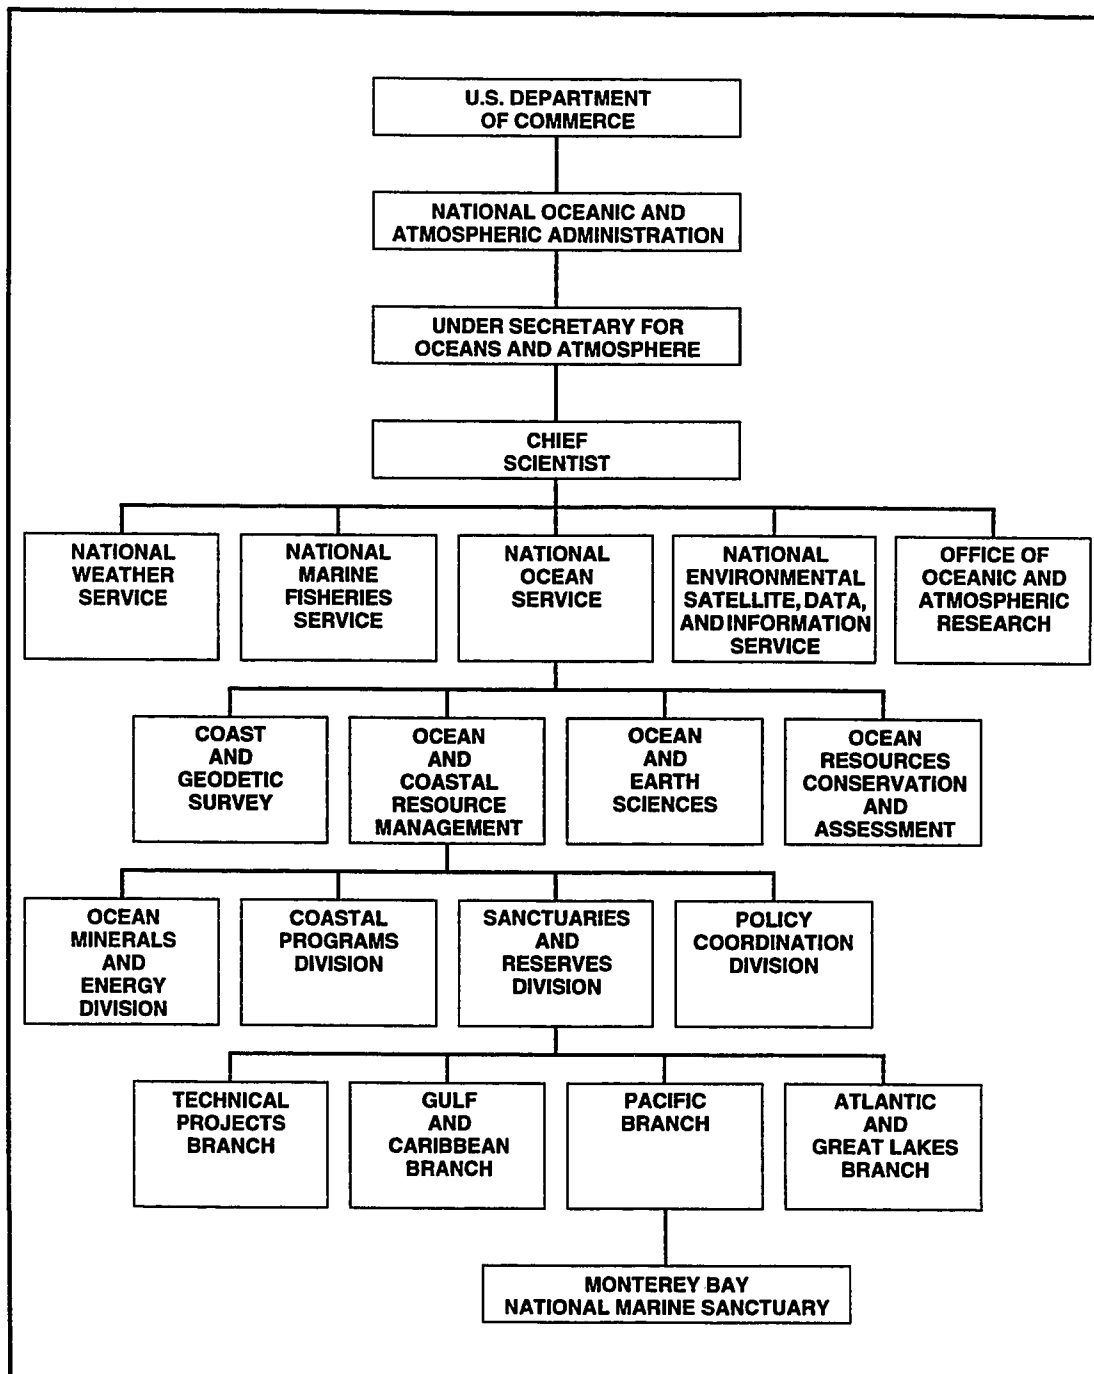 U.S. DEPARTMENT
OF COMMERCE
NATIONAL OCEANIC AND
ATMOSPHERIC ADMINISTRATION
UNDER SECRETARY FOR
OCEANS AND ATMOSPHERE
CHIEF
SCIENTIST
NATIONAL
WEATHER
SERVICE
NATIONAL
MARINE
FISHERIES
SERVICE
NATIONAL
OCEAN
SERVICE
NATIONAL
ENVIRONMENTAL
SATELLITE, DATA,
AND INFORMATION
SERVICE
OFFICE OF
OCEANIC AND
ATMOSPHERIC
RESEARCH
COAST
AND
GEODETIC
SURVEY
OCEAN
AND
COASTAL
RESOURCE
MANAGEMENT
OCEAN
AND
EARTH
SCIENCES
OCEAN
RESOURCES
CONSERVATION
AND
ASSESSMENT
OCEAN
MINERALS
AND
ENERGY
DIVISION
COASTAL
PROGRAMS
DIVISION
SANCTUARIES
AND
RESERVES
DIVISION
POLICY
COORDINATION
DIVISION
TECHNICAL
PROJECTS
BRANCH
GULF
AND
CARIBBEAN
BRANCH
PACIFIC
BRANCH
ATLANTIC
AND
GREAT LAKES
BRANCH
MONTEREY BAY
NATIONAL MARINE SANCTUARY